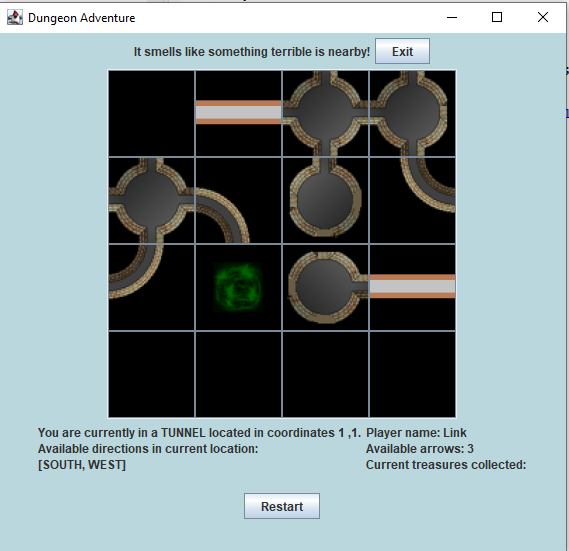 Dungeon Adventure
It smells like something terrible is nearby! Exit
You are currently in a TUNNEL located in coordinates 1 ,1. Player name: Link
Available directions in current location: Available arrows: 3
[SOUTH, WEST] Current treasures collected:
Restart